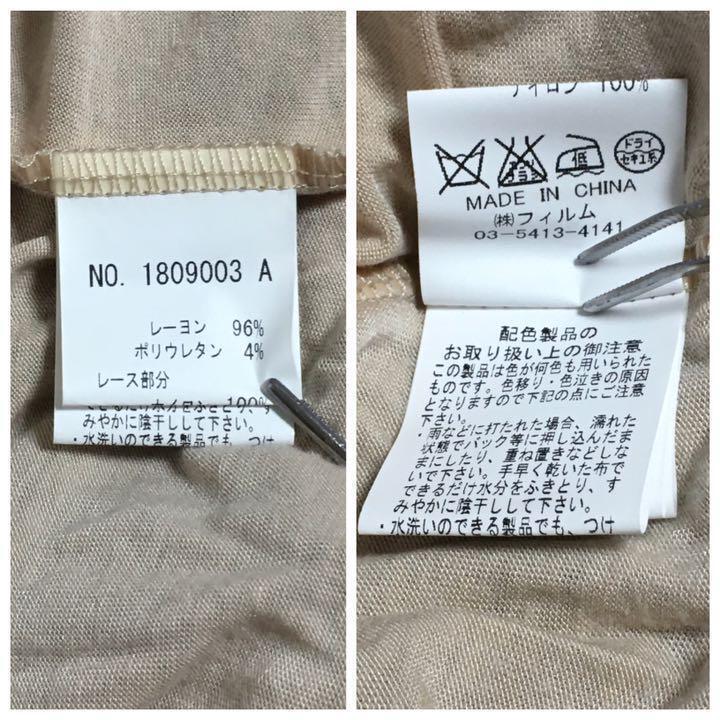 NO. 1809003 A
レーヨン 96%
ポリウレタン 4%
レース部分
100%
みやかに陰干しして下さい。
・水洗いのできる製品でも、つけ
ナイロン 100%
低
ドライ
セキユ系
MADE IN CHINA
㈱フィルム
03-5413-4141
配色製品の
お取り扱い上の御注意
この製品は色が何色も用いられた
ものです。色移り・色泣きの原因
となりますので下記の点にご注意
下さい。
・雨などに打たれた場合、濡れた
状態でバック等に押し込んだま
まにしたり、重ね置きなどしな
いで下さい。手早く乾いた布で
できるだけ水分をふきとり、す
みやかに陰干しして下さい。
・水洗いのできる製品でも、つけ